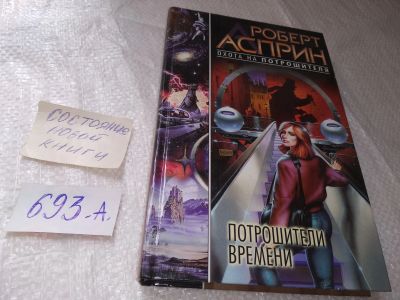 РОБЕРТ
АСПРИН
ОХОТА НА ПОТРОШИТЕЛЯ
СОСТОЯНИЕ
НОВОЙ
КНИГИ
693-А.
ПОТРОШИТЕЛИ
ВРЕМЕНИ